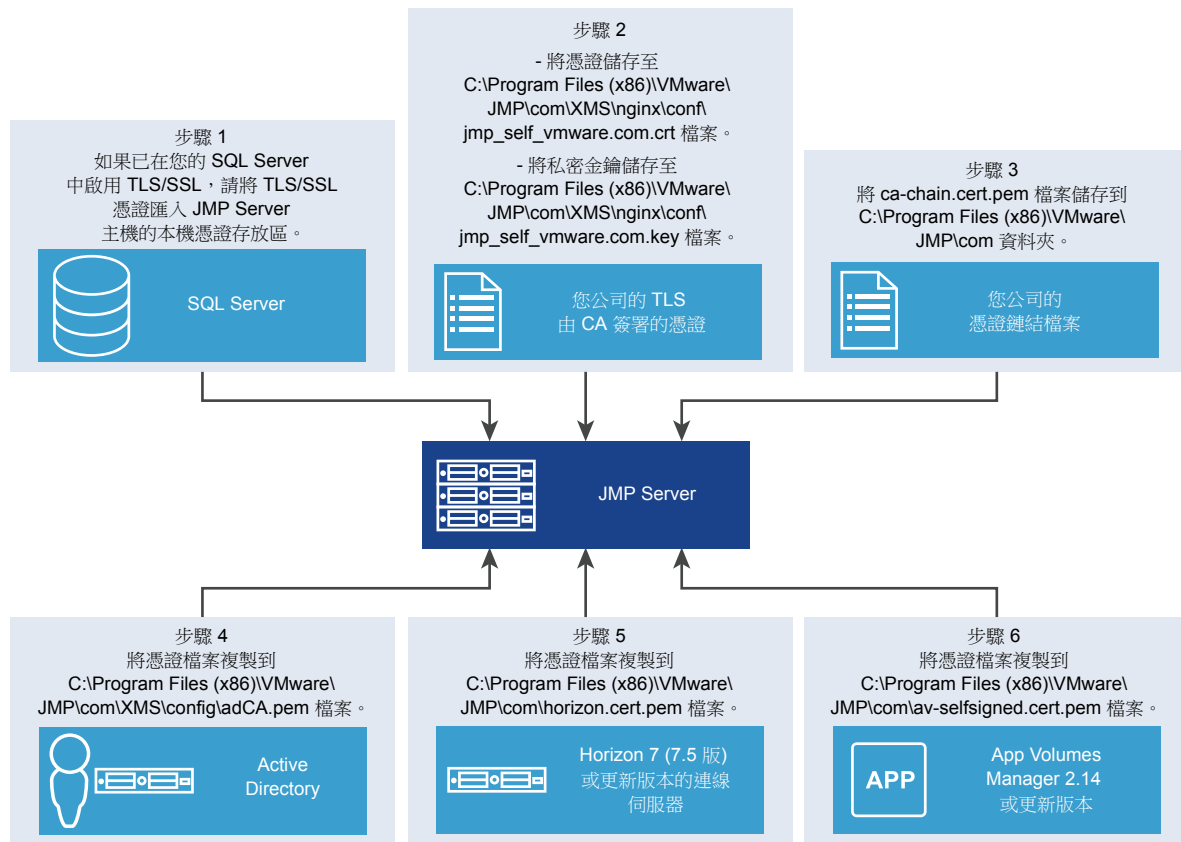 步驟 1
如果已在您的 SQL Server
中啟用 TLS/SSL，請將 TLS/SSL
憑證匯入 JMP Server
主機的本機憑證存放區。
SQL Server
步驟 2
- 將憑證儲存至
C:\Program Files (x86)\VMware\
JMP\com\XMS\nginx\conf\
jmp_self_vmware.com.crt 檔案。
- 將私密金鑰儲存至
C:\Program Files (x86)\VMware\
JMP\com\XMS\nginx\conf\
jmp_self_vmware.com.key 檔案。
您公司的 TLS
由 CA 簽署的憑證
步驟 3
將 ca-chain.cert.pem 檔案儲存到
C:\Program Files (x86)\VMware\
JMP\com 資料夾。
您公司的
憑證鏈結檔案
JMP Server
步驟 4
將憑證檔案複製到
C:\Program Files (x86)\VMware\
JMP\com\XMS\config\adCA.pem 檔案。
Active
Directory
步驟 5
將憑證檔案複製到
C:\Program Files (x86)\VMware\
JMP\com\horizon.cert.pem 檔案。
Horizon 7 (7.5 版)
或更新版本的連線
伺服器
步驟 6
將憑證檔案複製到
C:\Program Files (x86)\VMware\
JMP\com\av-selfsigned.cert.pem 檔案。
APP
App Volumes
Manager 2.14
或更新版本